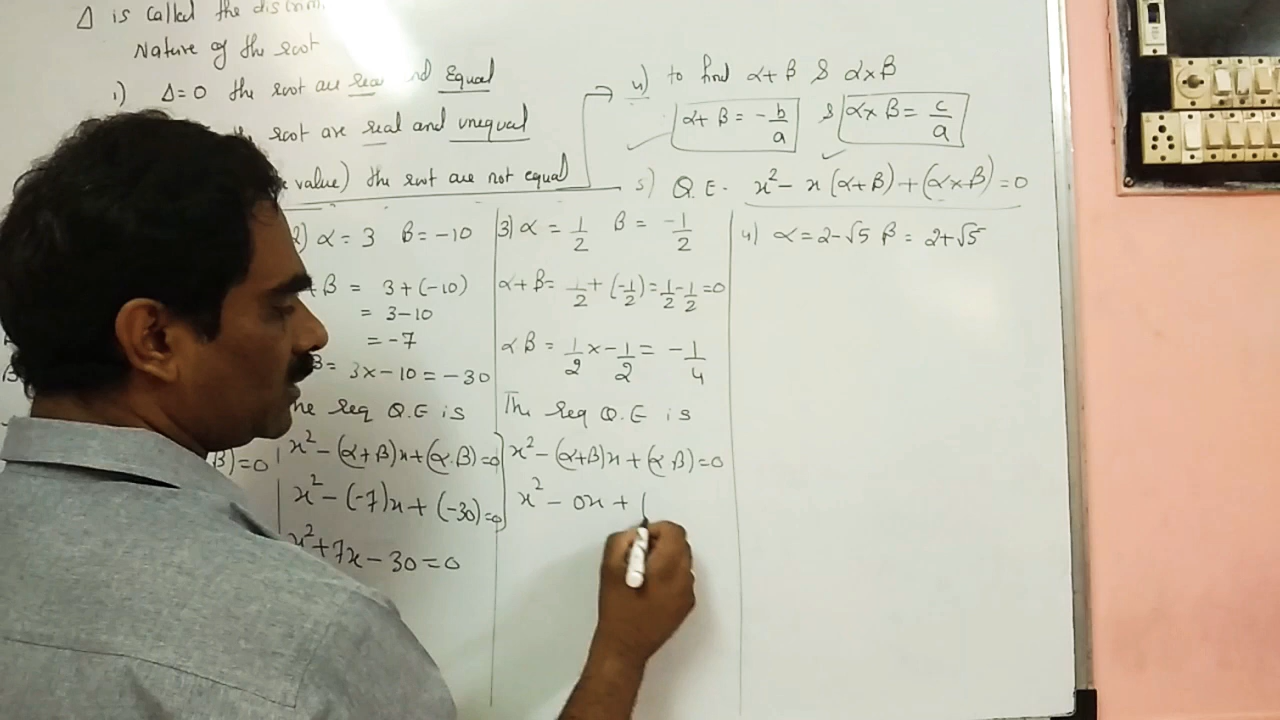 Δ is called the
Nature of the root
1) Δ=0 the root are real and Equal
root are real and unequal
value) the root are not equal
4) to find α+β & α×β
α+β = -b/a & α×β = c/a
5) Q.E. x² - x(α+β) + (α×β) = 0
2) α = 3 β = -10
β = 3+(-10)
= 3-10
= -7
β = 3x-10 = -30
The req Q.E is
x² - (α+β)x + (α.β) = 0
x² - (-7)x + (-30) = 0
x² + 7x - 30 = 0
3) α = 1/2 β = -1/2
α+β = 1/2 + (-1/2) = 1/2 - 1/2 = 0
αβ = 1/2 x -1/2 = -1/4
The req Q.E is
x² - (α+β)x + (α.β) = 0
x² - 0x + (
4) α = 2-√5 β = 2+√5
β) = 0